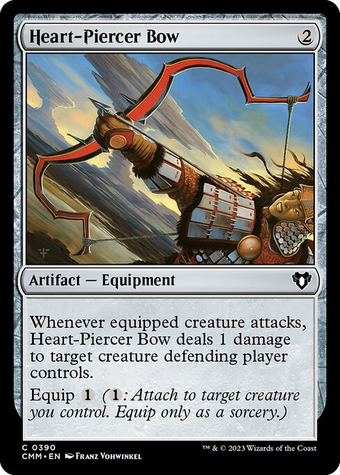 Heart-Piercer Bow 2
Artifact — Equipment
Whenever equipped creature attacks,
Heart-Piercer Bow deals 1 damage
to target creature defending player
controls.
Equip 1 (1: Attach to target creature
you control. Equip only as a sorcery.)
C 0390
CMM • EN Franz Vohwinkel
™ & © 2023 Wizards of the Coast